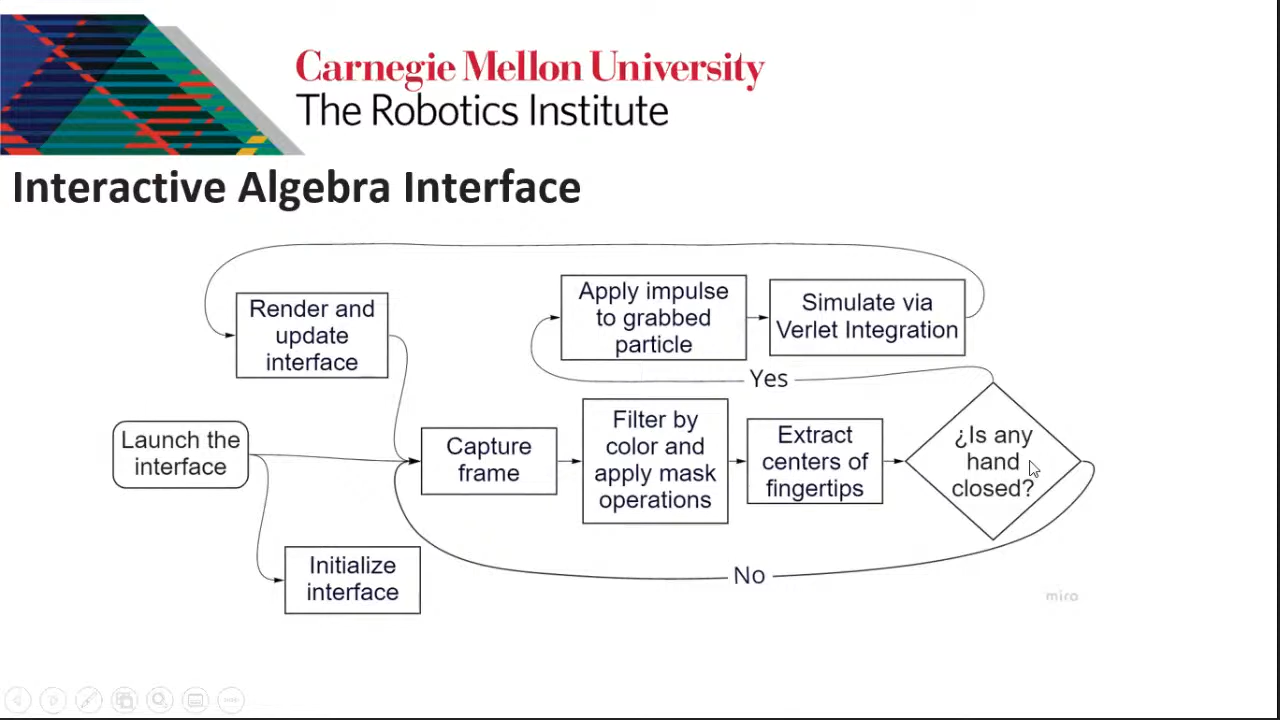 Carnegie Mellon University
The Robotics Institute
Interactive Algebra Interface
Render and
update
interface
Apply impulse
to grabbed
particle
Simulate via
Verlet Integration
Yes
Launch the
interface
Capture
frame
Filter by
color and
apply mask
operations
Extract
centers of
fingertips
¿Is any
hand
closed?
Initialize
interface
No
miro